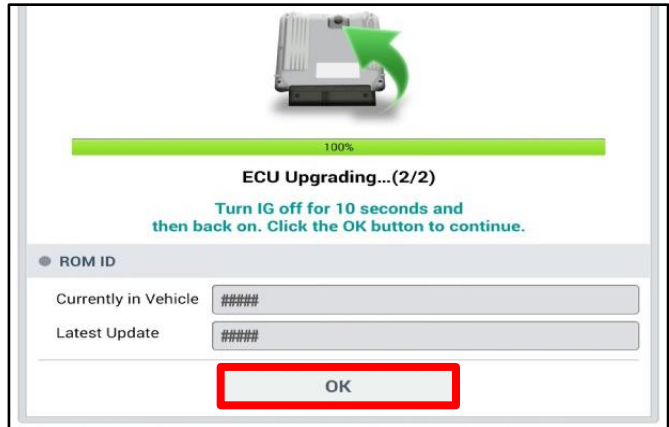 100%
ECU Upgrading...(2/2)
Turn IG off for 10 seconds and
then back on. Click the OK button to continue.
ROM ID
Currently in Vehicle #####
Latest Update #####
OK